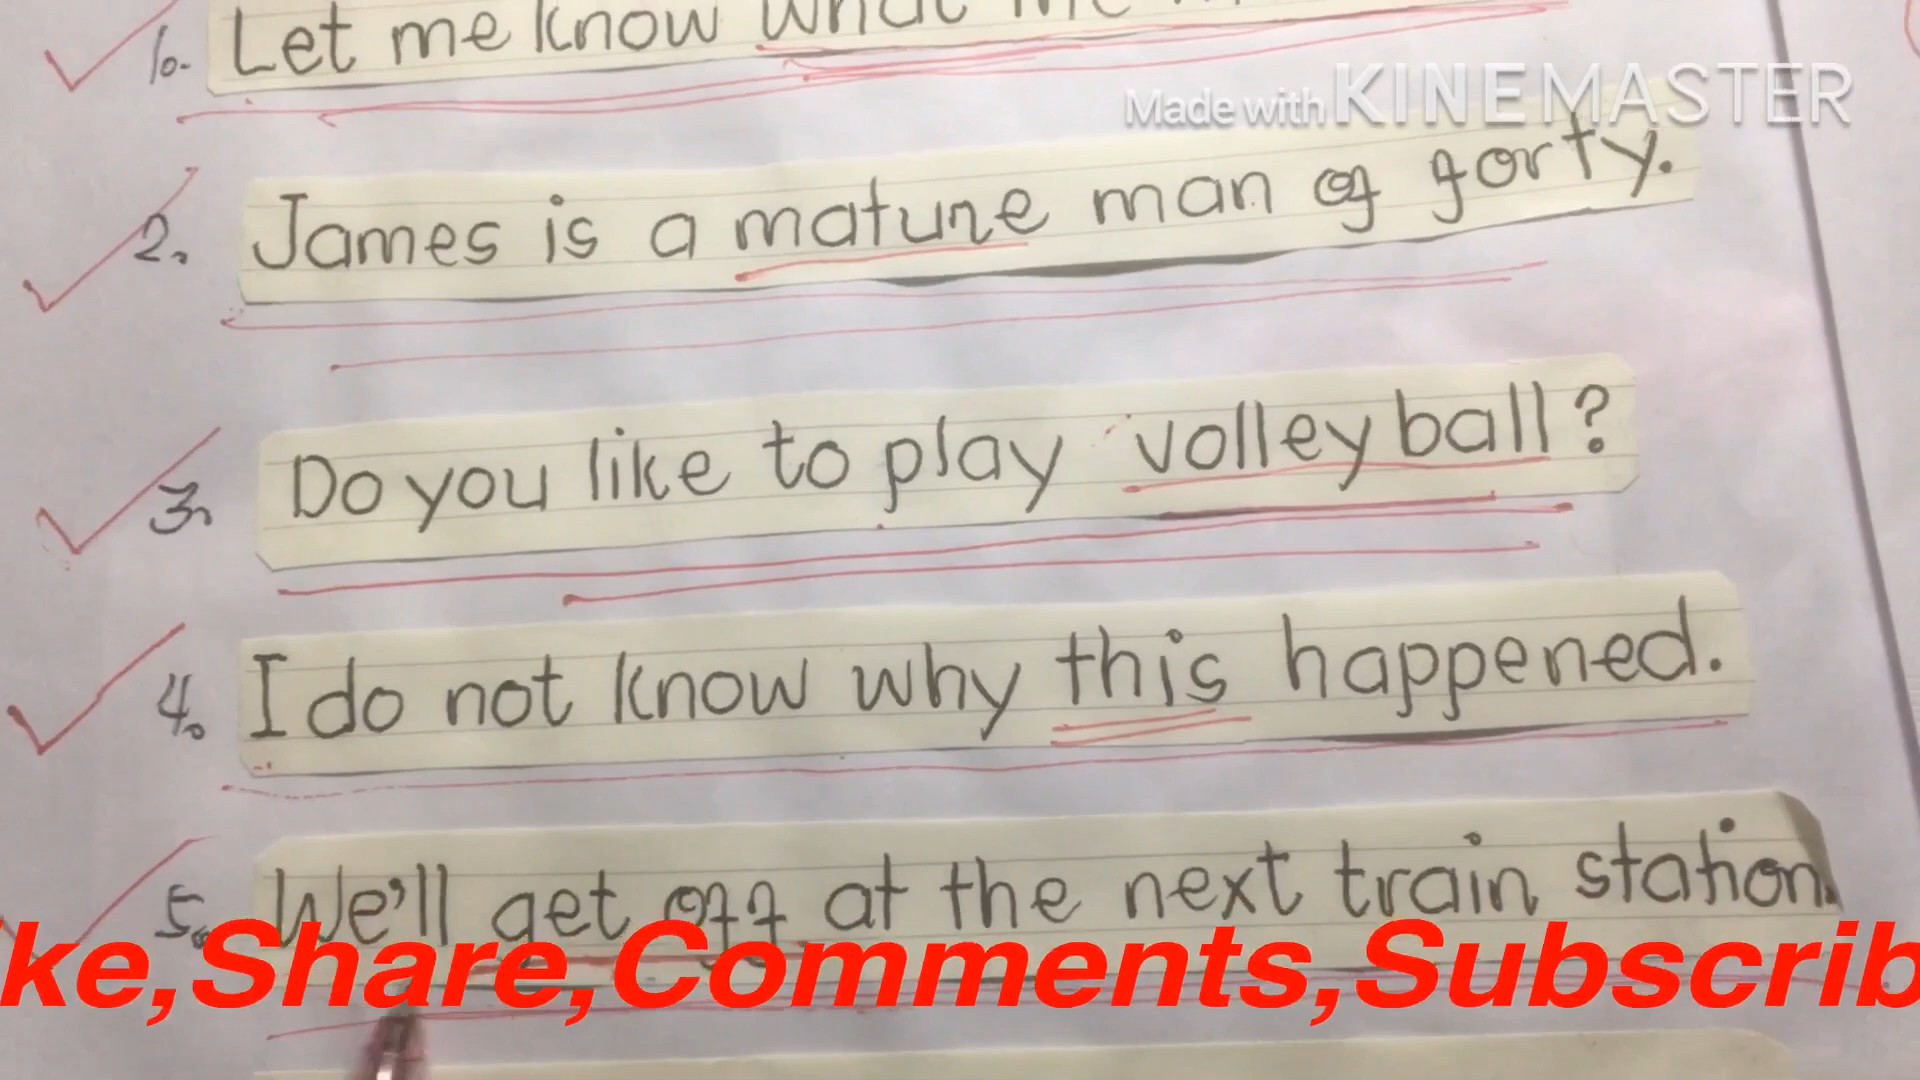 1. Let me know what
Made with KINEMASTER
2. James is a mature man of forty.
3. Do you like to play volleyball?
4. I do not know why this happened.
5. We'll get off at the next train station.
ke,Share,Comments,Subscrib